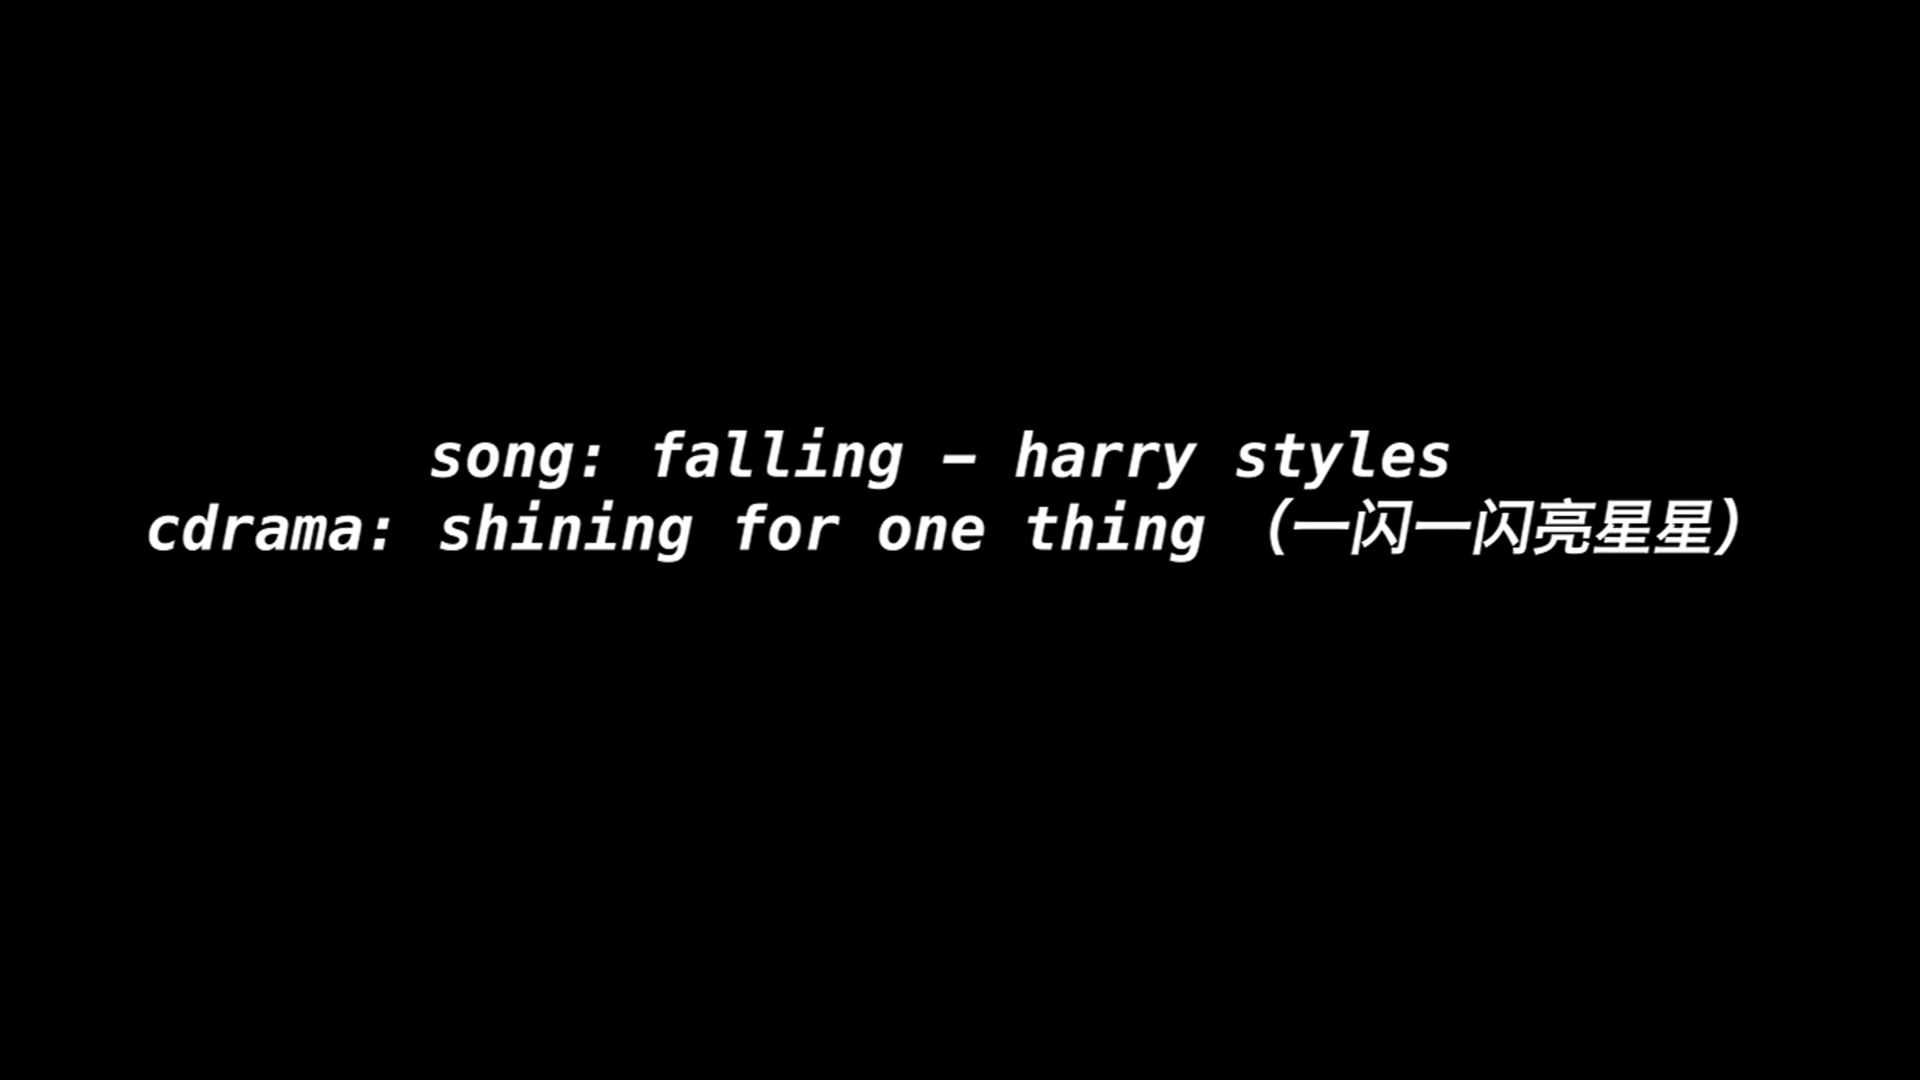 song: falling – harry styles
cdrama: shining for one thing （一闪一闪亮星星）